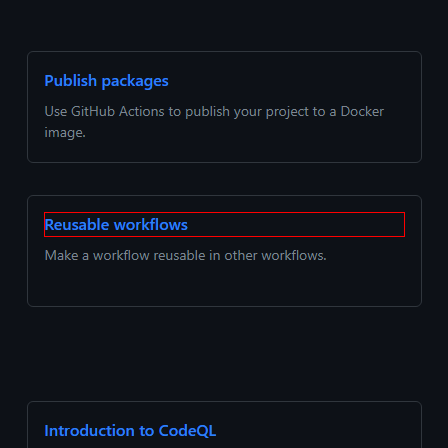 Publish packages
Use GitHub Actions to publish your project to a Docker
image.
Reusable workflows
Make a workflow reusable in other workflows.
Introduction to CodeQL